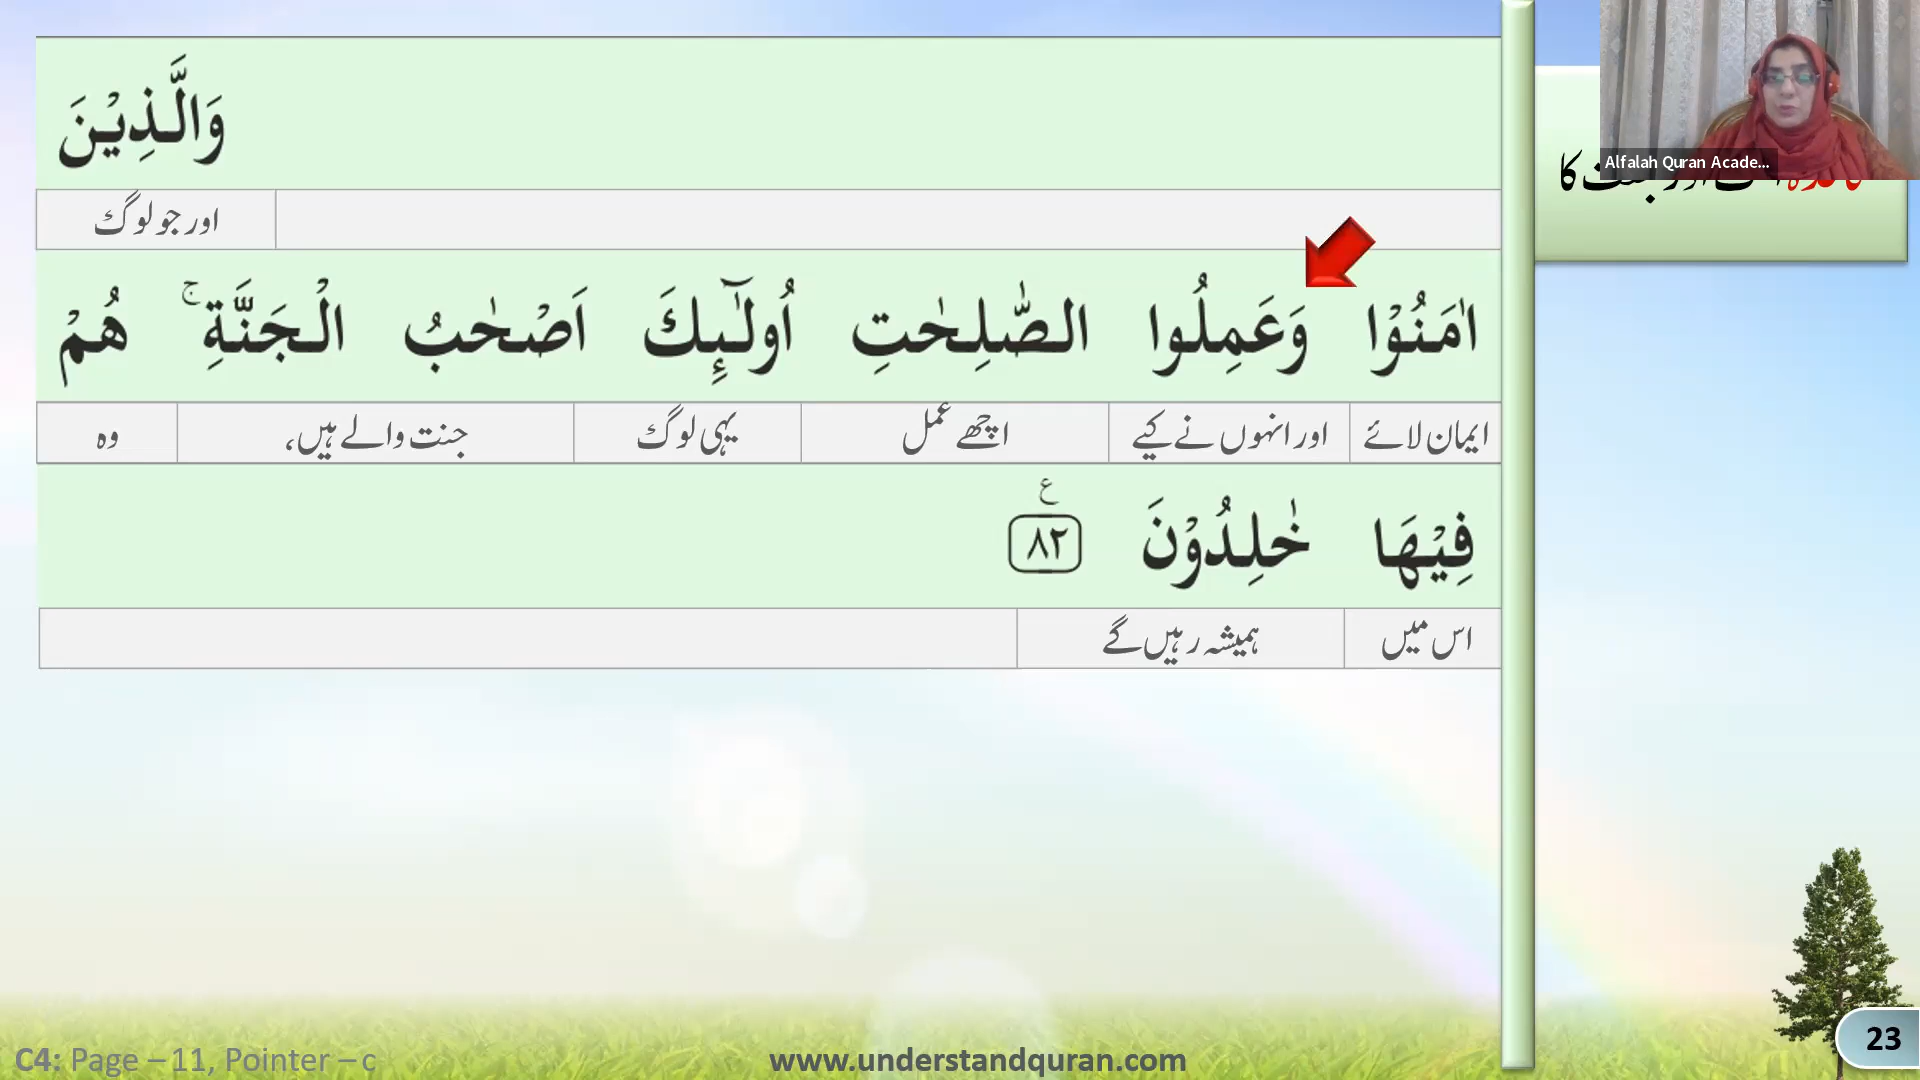 وَالَّذِيْنَ
اور جو لوگ
اٰمَنُوْا وَعَمِلُوا الصّٰلِحٰتِ اُولٰٓىِٕكَ اَصْحٰبُ الْجَنَّةِ ۚ هُمْ
ایمان لائے اور انہوں نے کیے اچھے عمل یہی لوگ جنت والے ہیں، وہ
فِيْهَا خٰلِدُوْنَ ع ٨٢
اس میں ہمیشہ رہیں گے
Alfalah Quran Acade...
کا
C4: Page – 11, Pointer – c
www.understandquran.com
23